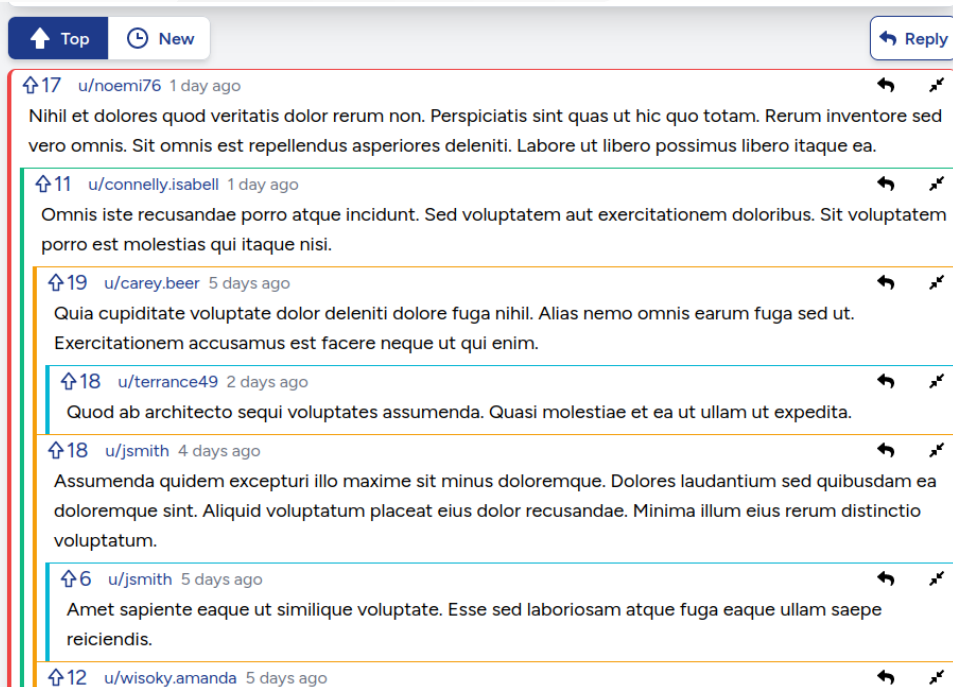 Top New Reply
17 u/noemi76 1 day ago
Nihil et dolores quod veritatis dolor rerum non. Perspiciatis sint quas ut hic quo totam. Rerum inventore sed
vero omnis. Sit omnis est repellendus asperiores deleniti. Labore ut libero possimus libero itaque ea.
11 u/connelly.isabell 1 day ago
Omnis iste recusandae porro atque incidunt. Sed voluptatem aut exercitationem doloribus. Sit voluptatem
porro est molestias qui itaque nisi.
19 u/carey.beer 5 days ago
Quia cupiditate voluptate dolor deleniti dolore fuga nihil. Alias nemo omnis earum fuga sed ut.
Exercitationem accusamus est facere neque ut qui enim.
18 u/terrance49 2 days ago
Quod ab architecto sequi voluptates assumenda. Quasi molestiae et ea ut ullam ut expedita.
18 u/jsmith 4 days ago
Assumenda quidem excepturi illo maxime sit minus doloremque. Dolores laudantium sed quibusdam ea
doloremque sint. Aliquid voluptatum placeat eius dolor recusandae. Minima illum eius rerum distinctio
voluptatum.
6 u/jsmith 5 days ago
Amet sapiente eaque ut similique voluptate. Esse sed laboriosam atque fuga eaque ullam saepe
reiciendis.
12 u/wisoky.amanda 5 days ago